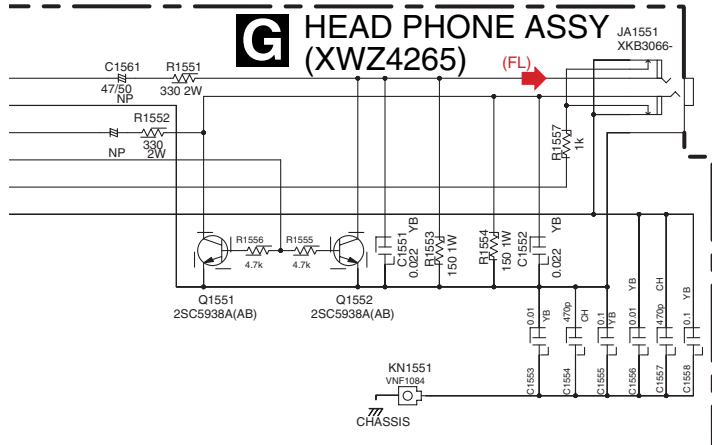 G HEAD PHONE ASSY
(XWZ4265)
(FL)
JA1551
XKB3066-
C1561
47/50
NP
R1551
330 2W
R1552
330
2W
NP
R1557
1k
R1556
4.7k
R1555
4.7k
C1551
0.022
YB
R1553
150 1W
R1554
150 1W
C1552
0.022
YB
Q1551
2SC5938A(AB)
Q1552
2SC5938A(AB)
0.01
YB
C1553
470p
CH
C1554
0.1
YB
C1555
0.01
YB
C1556
470p
CH
C1557
0.1
YB
C1558
KN1551
VNF1084
CHASSIS